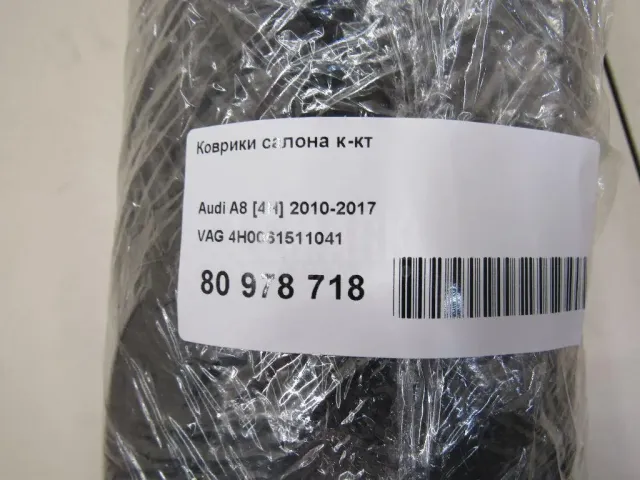 Коврики салона к-кт
Audi A8 [4H] 2010-2017
VAG 4H0061511041
80 978 718